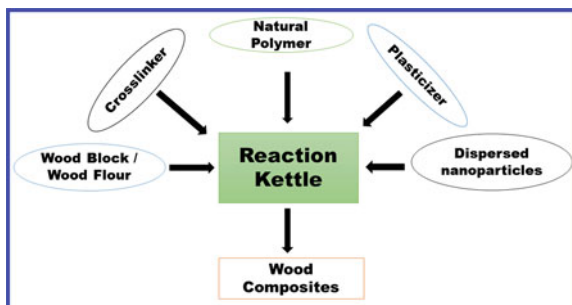 Natural
Polymer
Crosslinker
Plasticizer
Wood Block /
Wood Flour
Reaction
Kettle
Dispersed
nanoparticles
Wood
Composites